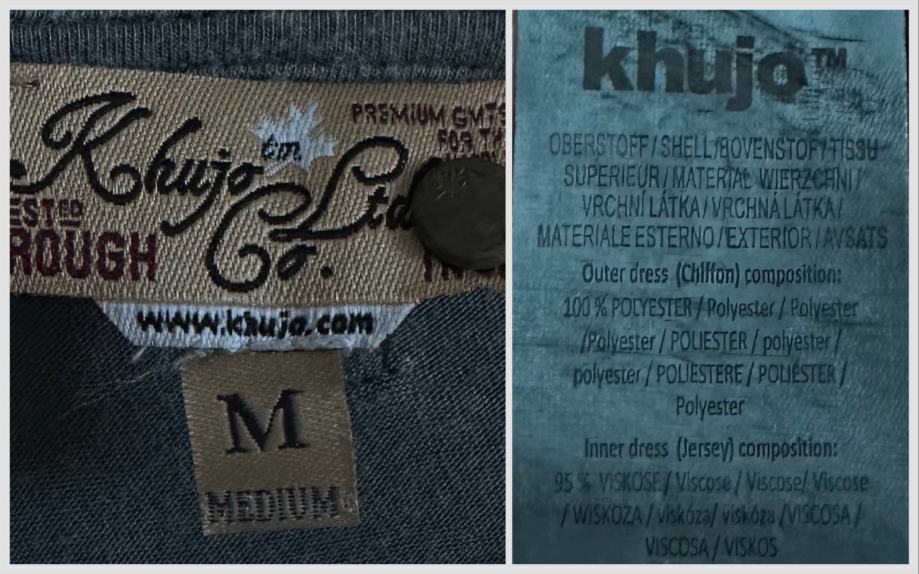 Khujo tm Ltd
Co.
PREMIUM GMTS
FOR
ROUGH
www.khujo.com
M
MEDIUM
khujo™
OBERSTOFF / SHELL /BOVENSTOF / TISSU
SUPERIEUR / MATERIAL WIERZCHNI /
VRCHNÍ LÁTKA / VRCHNÁ LÁTKA /
MATERIALE ESTERNO /EXTERIOR / AVSATS
Outer dress (Chiffon) composition:
100 % POLYESTER / Polyester / Polyester
/Polyester / POLIESTER / polyester /
polyester / POLIESTERE / POLIÉSTER /
Polyester
Inner dress (Jersey) composition:
95 % VISKOSE / Viscose / Viscose/ Viscose
/ WISKOZA / viskóza/ viskóza /VISCOSA /
VISCOSA / VISKOS